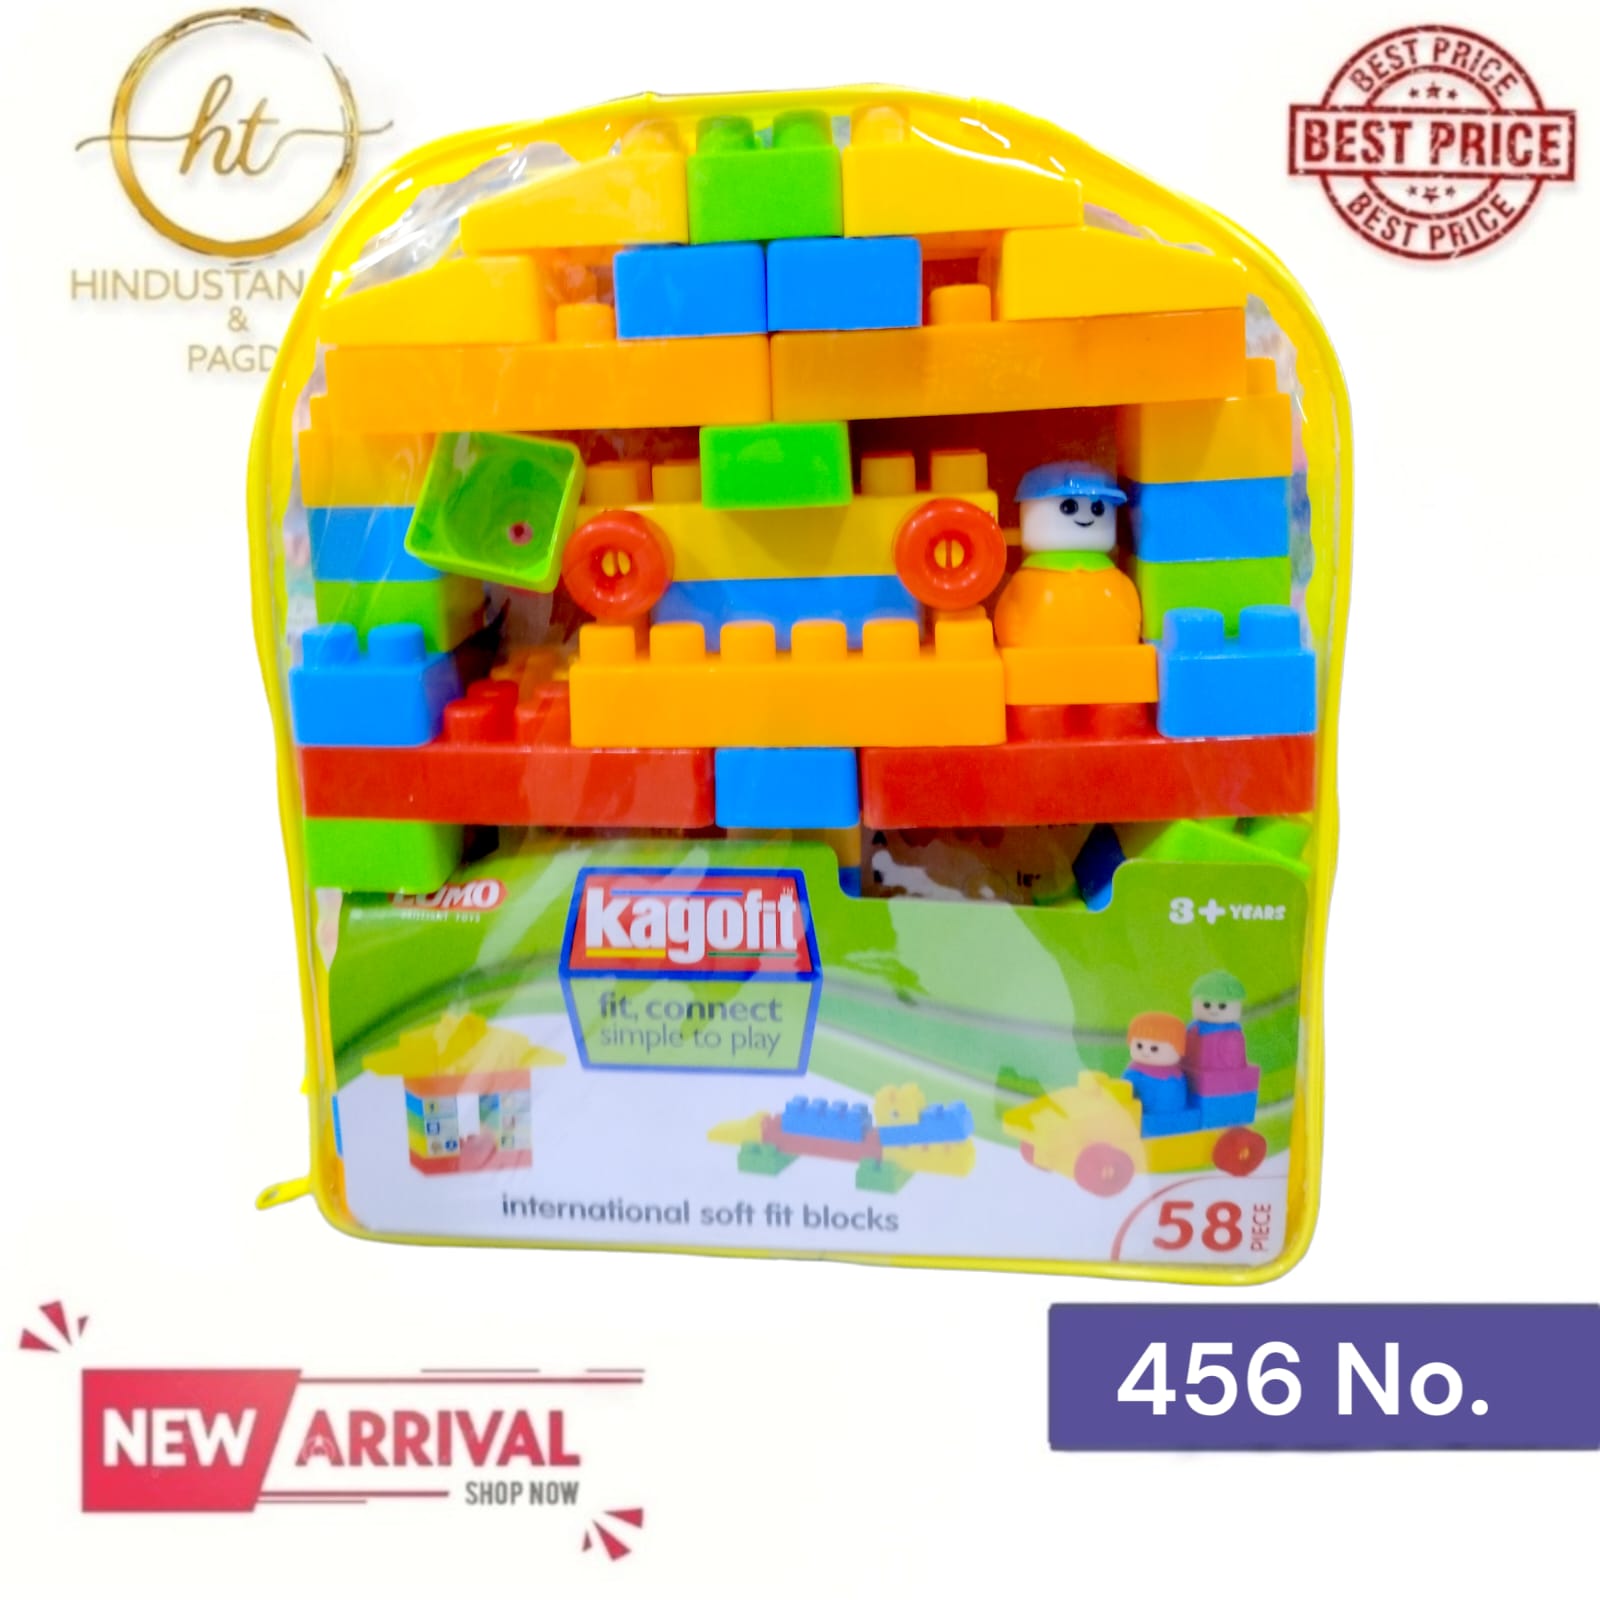 ht
HINDUSTAN
&
PAGD
BEST PRICE
BEST PRICE
BEST PRICE
kagofit™
fit, connect
simple to play
3+ YEARS
international soft fit blocks
58 PIECE
456 No.
NEW ARRIVAL
SHOP NOW